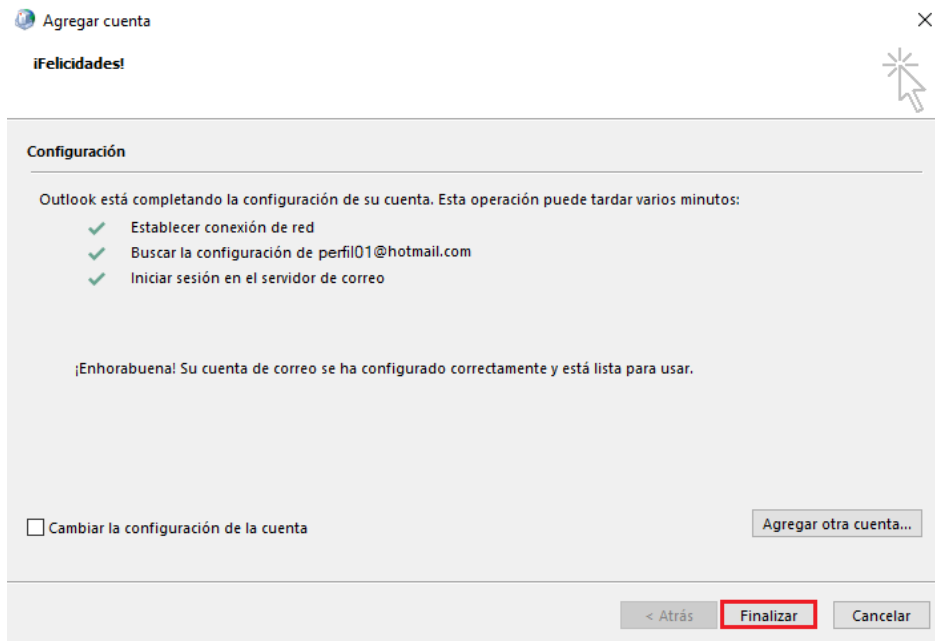 Agregar cuenta
¡Felicidades!
Configuración
Outlook está completando la configuración de su cuenta. Esta operación puede tardar varios minutos:
Establecer conexión de red
Buscar la configuración de perfil01@hotmail.com
Iniciar sesión en el servidor de correo
¡Enhorabuena! Su cuenta de correo se ha configurado correctamente y está lista para usar.
Cambiar la configuración de la cuenta
Agregar otra cuenta...
< Atrás Finalizar Cancelar